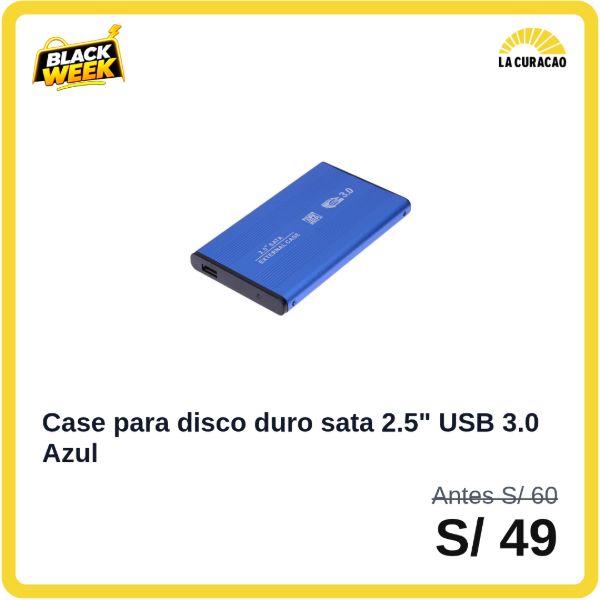 BLACK
WEEK
LA CURACAO
3.0
2.5" SATA
EXTERNAL CASE
Case para disco duro sata 2.5" USB 3.0
Azul
Antes S/ 60
S/ 49